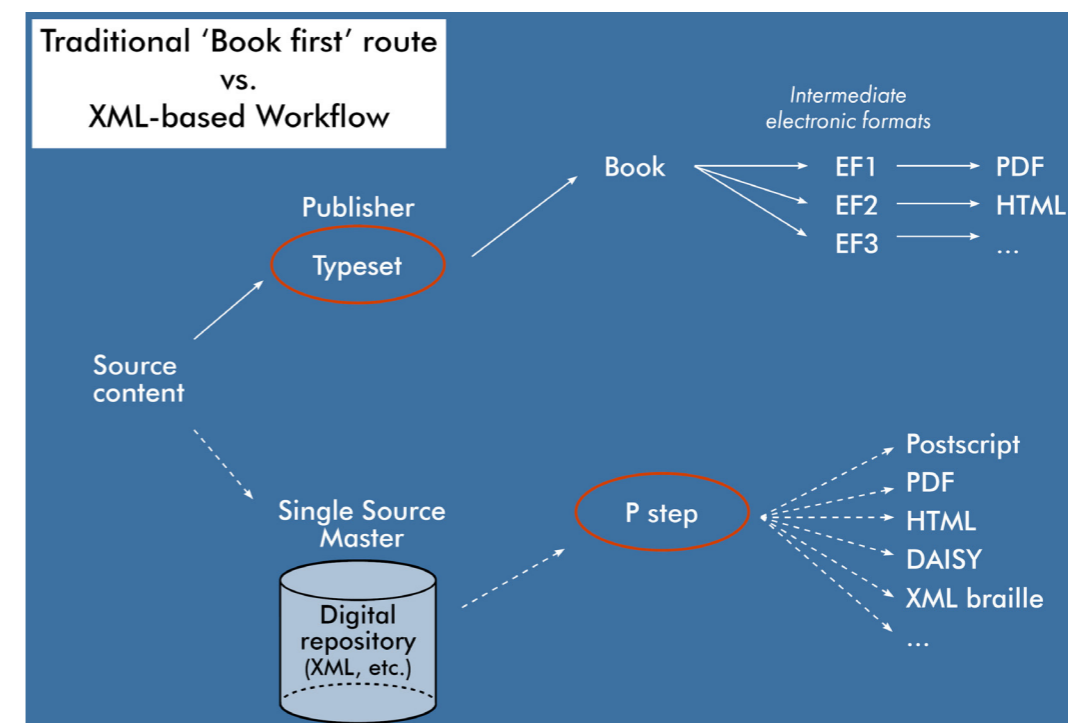 Traditional ‘Book first’ route
vs.
XML-based Workflow
Intermediate
electronic formats
Book
EF1
PDF
EF2
HTML
EF3
...
Publisher
Typeset
Source
content
Single Source
Master
Digital
repository
(XML, etc.)
P step
Postscript
PDF
HTML
DAISY
XML braille
...